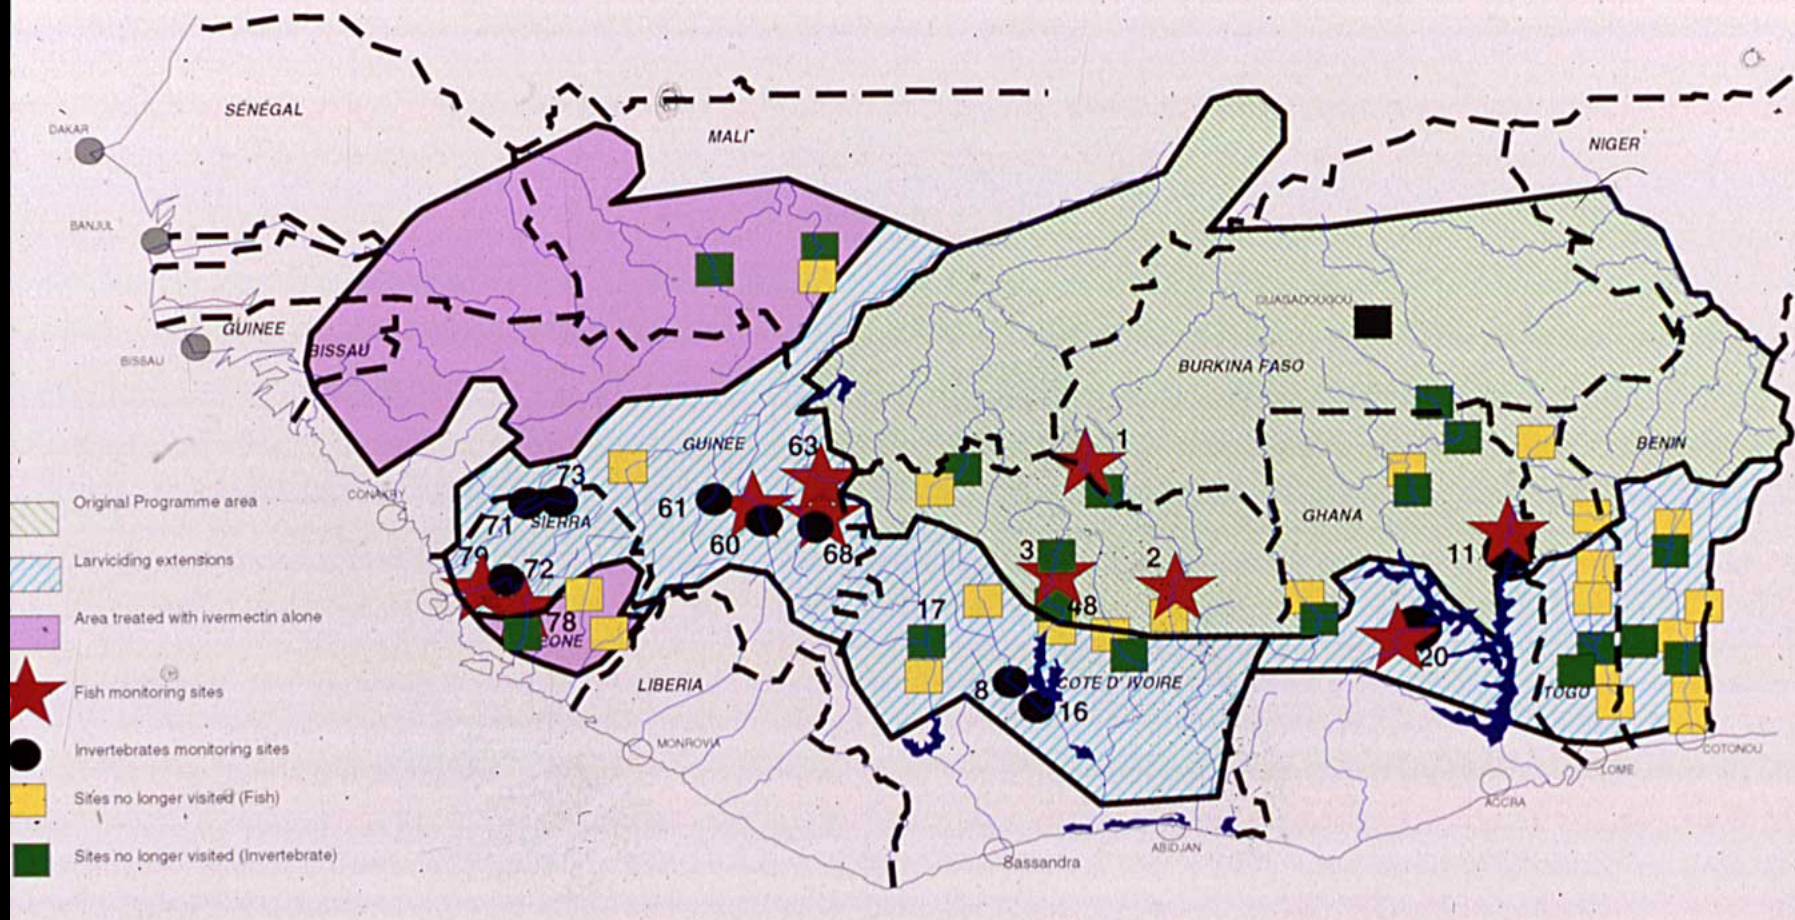 SÉNÉGAL
DAKAR
MALI
NIGER
BANJUL
OUAGADOUGOU
GUINEE
BISSAU
BISSAU
BURKINA FASO
1
GUINEE
63
BENIN
73
CONAKRY
61
Original Programme area
71
SIERRA
GHANA
60
68
3
2
11
79
Larviciding extensions
72
48
17
Area treated with ivermectin alone
78
EONE
20
LIBERIA
8
COTE D'IVOIRE
Fish monitoring sites
TOGO
16
MONROVIA
Invertebrates monitoring sites
COTONOU
LOME
Sites no longer visited (Fish)
ACCRA
ABIDJAN
Sites no longer visited (Invertebrate)
Sassandra